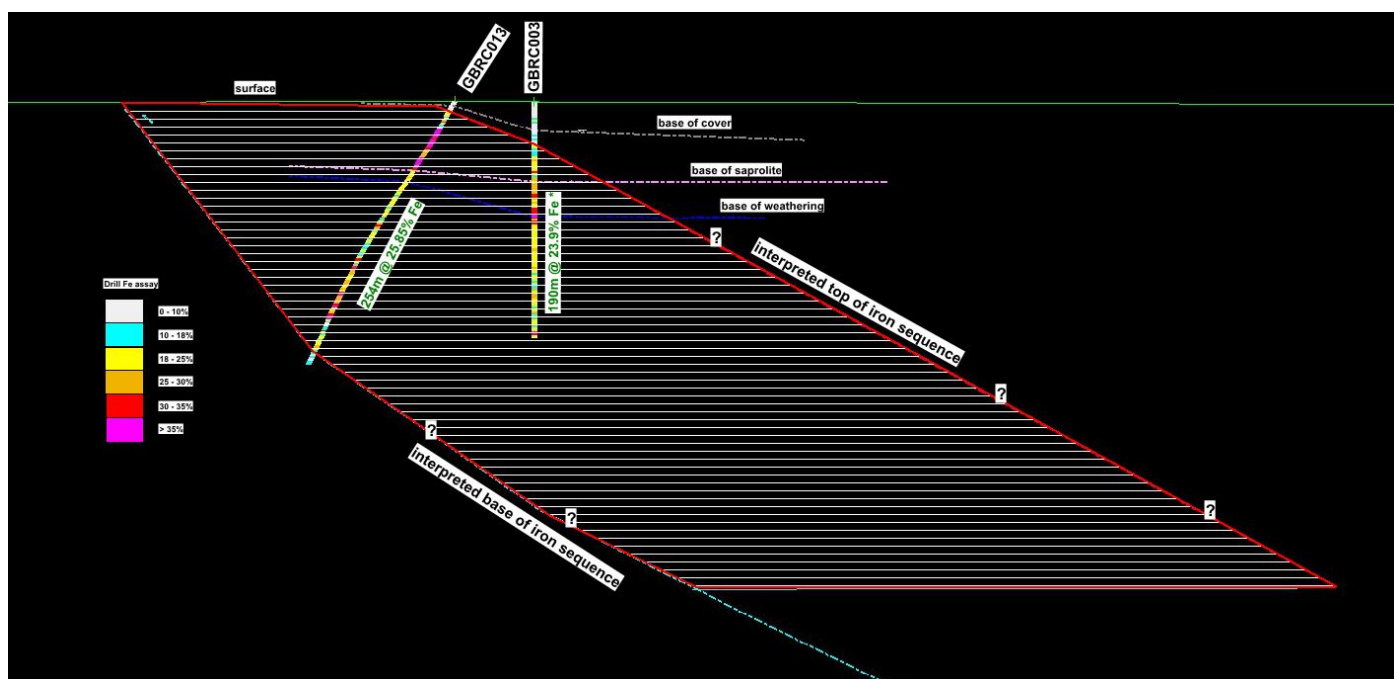 GBRC013
GBRC003
surface
base of cover
base of saprolite
base of weathering
254m @ 25.85% Fe
190m @ 23.9% Fe *
?
interpreted top of iron sequence
Drill Fe assay
0 - 10%
10 - 18%
18 - 25%
25 - 30%
30 - 35%
> 35%
?
?
interpreted base of iron sequence
?
?